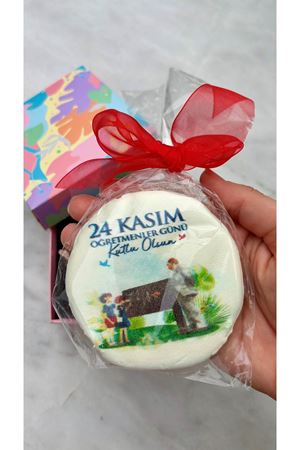 24 KASIM
ÖĞRETMENLER GÜNÜ
Kutlu Olsun